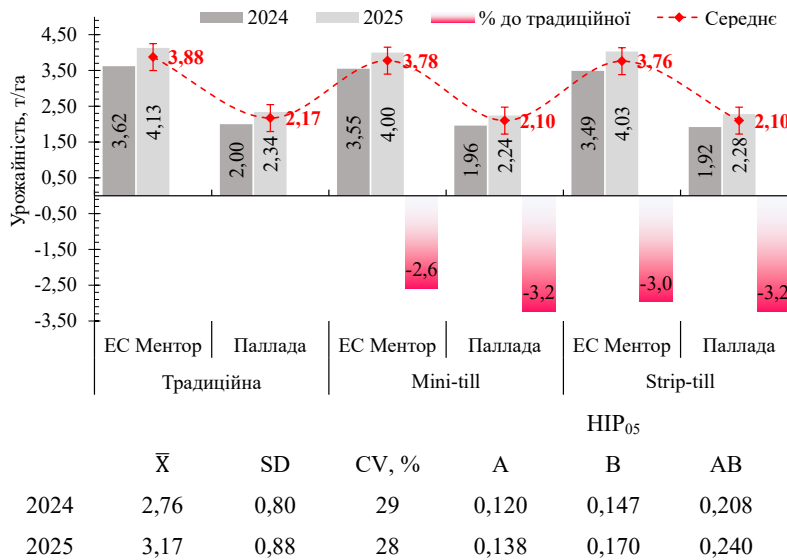 2024 2025 % до традиційної Середнє
Урожайність, т/га
4,50
3,50
2,50
1,50
0,50
-0,50
-1,50
-2,50
-3,50
3,62 4,13 3,88 2,00 2,34 2,17 3,55 4,00 3,78 1,96 2,24 2,10 3,49 4,03 3,76 1,92 2,28 2,10
-2,6 -3,2 -3,0 -3,2
ЕС Ментор Паллада ЕС Ментор Паллада ЕС Ментор Паллада
Традиційна Mini-till Strip-till
НІР05
X̅ SD CV, % A B AB
2024 2,76 0,80 29 0,120 0,147 0,208
2025 3,17 0,88 28 0,138 0,170 0,240